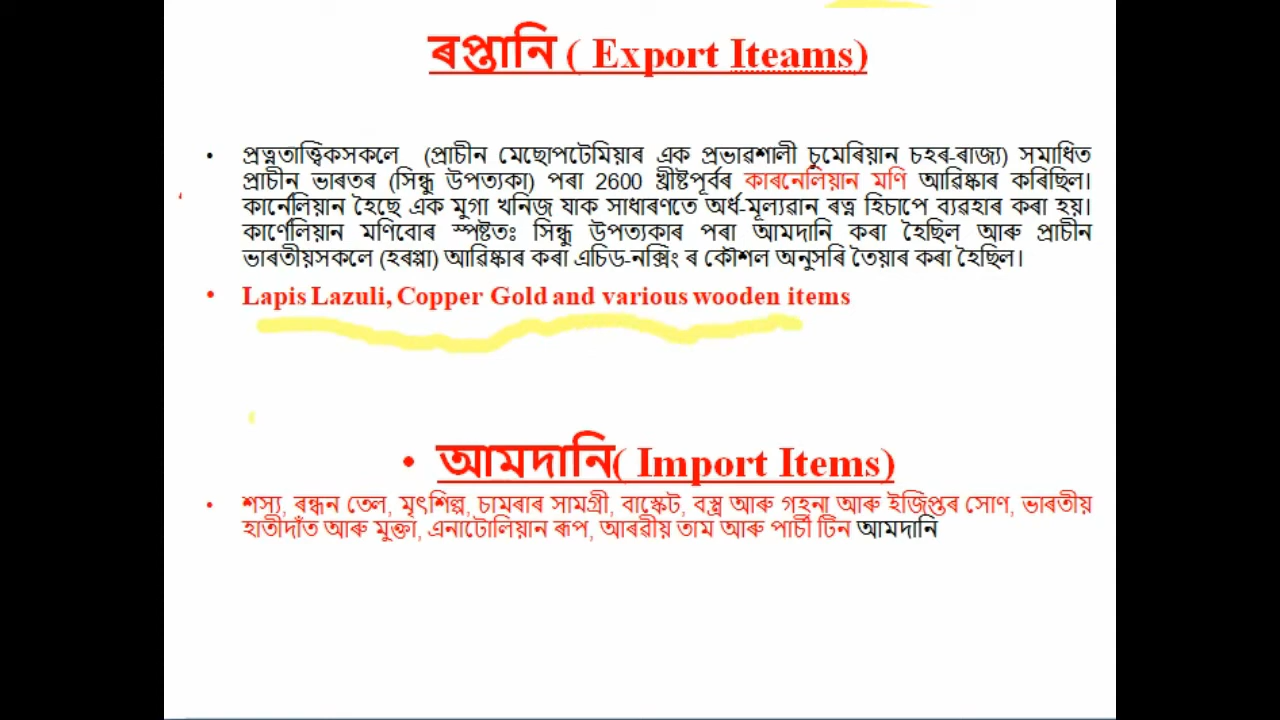 ৰপ্তানি ( Export Iteams)
• প্ৰত্নতাত্ত্বিকসকলে (প্ৰাচীন মেছোপটেমিয়াৰ এক প্ৰভাৱশালী চুমেৰিয়ান চহৰ-ৰাজ্য) সমাধিত
প্ৰাচীন ভাৰতৰ (সিন্ধু উপত্যকা) পৰা 2600 খ্ৰীষ্টপূৰ্বৰ কাৰনেলিয়ান মণি আৱিষ্কাৰ কৰিছিল।
কাৰ্নেলিয়ান হৈছে এক মুগা খনিজ যাক সাধাৰণতে অৰ্ধ-মূল্যৱান ৰত্ন হিচাপে ব্যৱহাৰ কৰা হয়।
কাৰ্ণেলিয়ান মণিবোৰ স্পষ্টতঃ সিন্ধু উপত্যকাৰ পৰা আমদানি কৰা হৈছিল আৰু প্ৰাচীন
ভাৰতীয়সকলে (হৰপ্পা) আৱিষ্কাৰ কৰা এচিড-নক্সিং ৰ কৌশল অনুসৰি তৈয়াৰ কৰা হৈছিল।
• Lapis Lazuli, Copper Gold and various wooden items
• আমদানি( Import Items)
• শস্য, ৰন্ধন তেল, মৃৎশিল্প, চামৰাৰ সামগ্ৰী, বাস্কেট, বস্ত্ৰ আৰু গহনা আৰু ইজিপ্তৰ সোণ, ভাৰতীয়
হাতীদাঁত আৰু মুক্তা, এনাটোলিয়ান ৰূপ, আৰৱীয় তাম আৰু পাৰ্চী টিন আমদানি